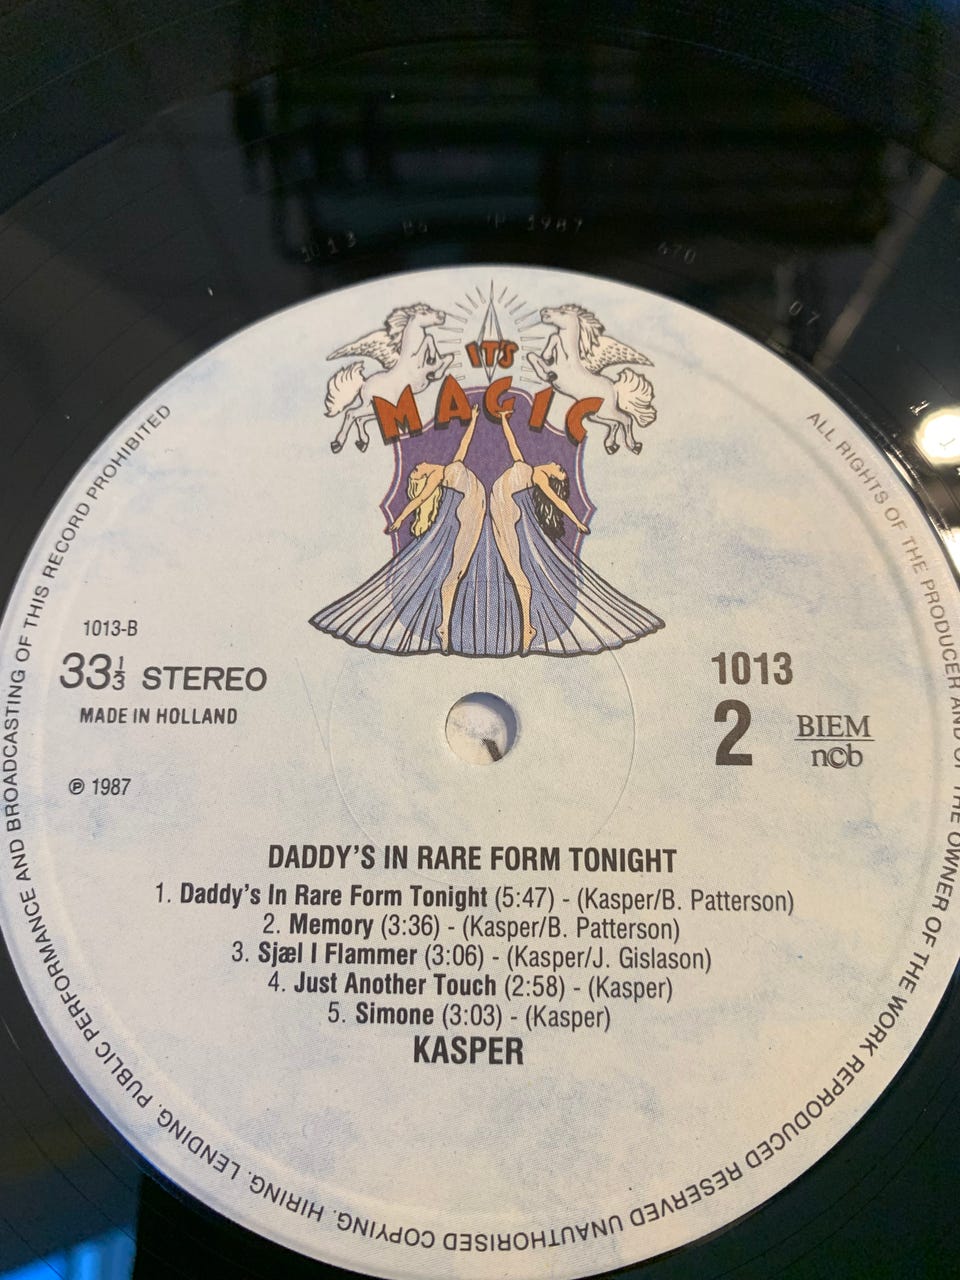 1987
670
07
IT'S
MAGIC
ALL RIGHTS OF THE PRODUCER AND OF THE OWNER OF THE WORK REPRODUCED RESERVED UNAUTHORISED COPYING. HIRING. LENDING. PUBLIC PERFORMANCE AND BROADCASTING OF THIS RECORD PROHIBITED
1013-B
33⅓ STEREO
MADE IN HOLLAND
℗ 1987
1013
2
BIEM
ncb
DADDY'S IN RARE FORM TONIGHT
1. Daddy's In Rare Form Tonight (5:47) - (Kasper/B. Patterson)
2. Memory (3:36) - (Kasper/B. Patterson)
3. Sjæl I Flammer (3:06) - (Kasper/J. Gislason)
4. Just Another Touch (2:58) - (Kasper)
5. Simone (3:03) - (Kasper)
KASPER